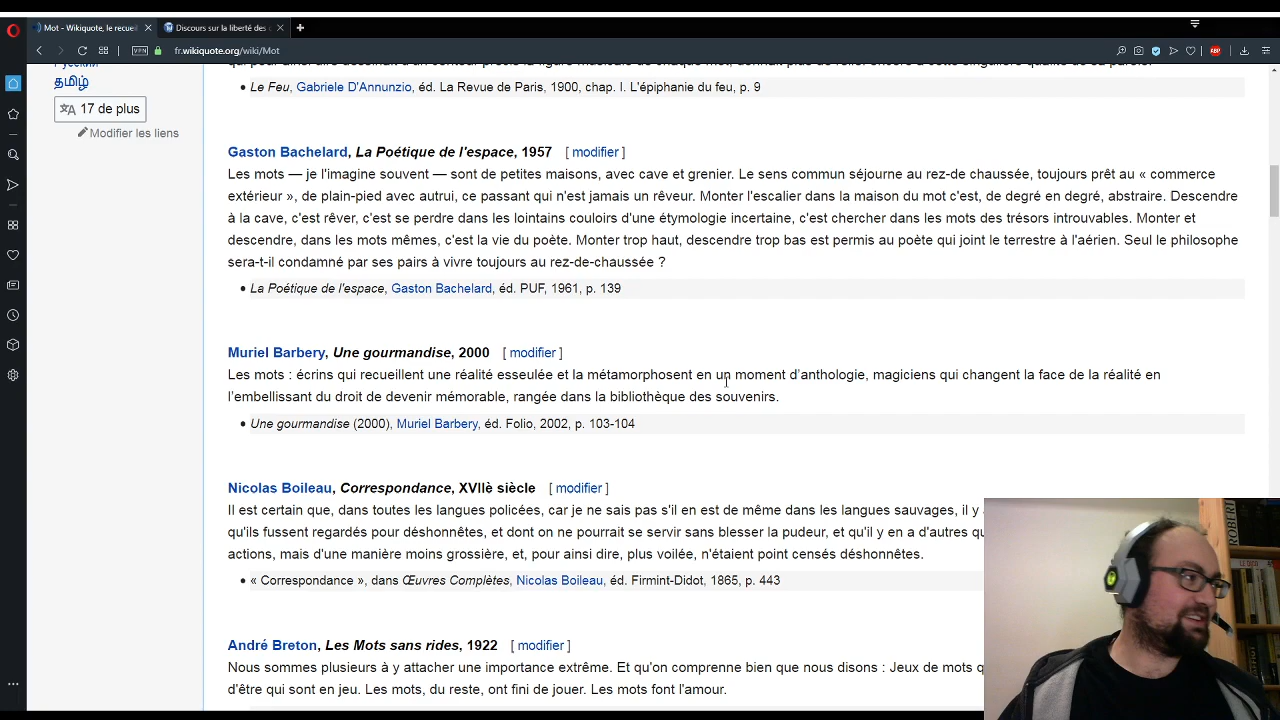 Mot - Wikiquote, le recue
Discours sur la liberté des
VPN
fr.wikiquote.org/wiki/Mot
ABP
Русский
தமிழ்
17 de plus
Modifier les liens
Le Feu, Gabriele D'Annunzio, éd. La Revue de Paris, 1900, chap. I. L'épiphanie du feu, p. 9
Gaston Bachelard, La Poétique de l'espace, 1957 [ modifier ]
Les mots — je l'imagine souvent — sont de petites maisons, avec cave et grenier. Le sens commun séjourne au rez-de chaussée, toujours prêt au « commerce
extérieur », de plain-pied avec autrui, ce passant qui n'est jamais un rêveur. Monter l'escalier dans la maison du mot c'est, de degré en degré, abstraire. Descendre
à la cave, c'est rêver, c'est se perdre dans les lointains couloirs d'une étymologie incertaine, c'est chercher dans les mots des trésors introuvables. Monter et
descendre, dans les mots mêmes, c'est la vie du poète. Monter trop haut, descendre trop bas est permis au poète qui joint le terrestre à l'aérien. Seul le philosophe
sera-t-il condamné par ses pairs à vivre toujours au rez-de-chaussée ?
La Poétique de l'espace, Gaston Bachelard, éd. PUF, 1961, p. 139
Muriel Barbery, Une gourmandise, 2000 [ modifier ]
Les mots : écrins qui recueillent une réalité esseulée et la métamorphosent en un moment d'anthologie, magiciens qui changent la face de la réalité en
l'embellissant du droit de devenir mémorable, rangée dans la bibliothèque des souvenirs.
Une gourmandise (2000), Muriel Barbery, éd. Folio, 2002, p. 103-104
Nicolas Boileau, Correspondance, XVIIè siècle [ modifier ]
Il est certain que, dans toutes les langues policées, car je ne sais pas s'il en est de même dans les langues sauvages, il y
qu'ils fussent regardés pour déshonnêtes, et dont on ne pourrait se servir sans blesser la pudeur, et qu'il y en a d'autres qu
actions, mais d'une manière moins grossière, et, pour ainsi dire, plus voilée, n'étaient point censés déshonnêtes.
« Correspondance », dans Œuvres Complètes, Nicolas Boileau, éd. Firmint-Didot, 1865, p. 443
André Breton, Les Mots sans rides, 1922 [ modifier ]
Nous sommes plusieurs à y attacher une importance extrême. Et qu'on comprenne bien que nous disons : Jeux de mots q
d'être qui sont en jeu. Les mots, du reste, ont fini de jouer. Les mots font l'amour.